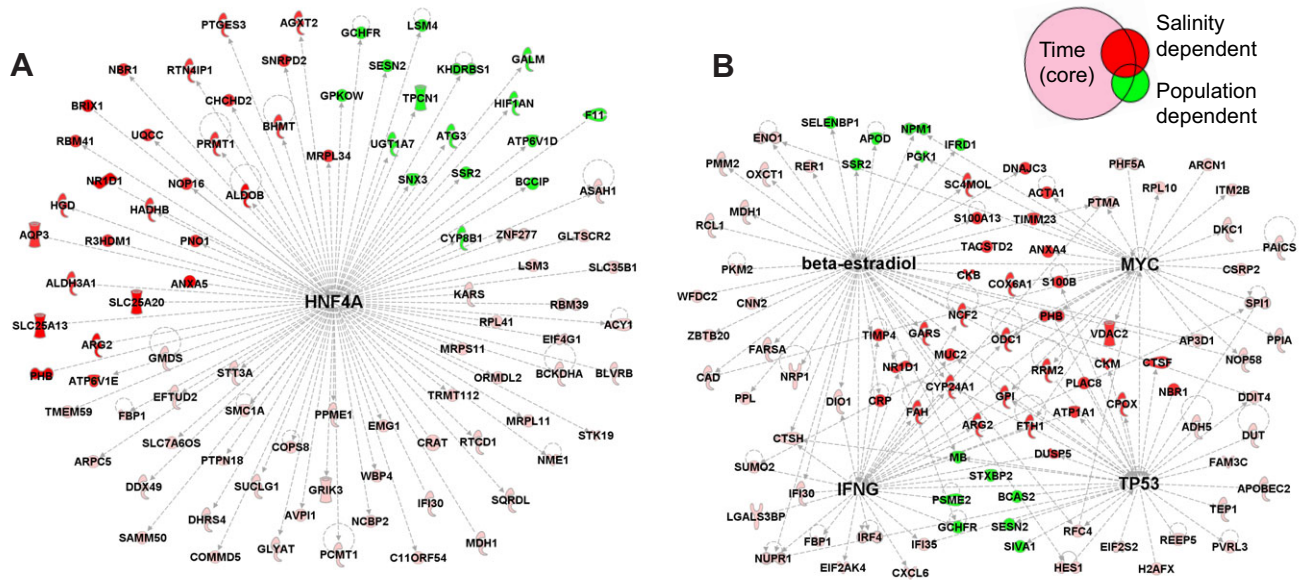 A
PTGES3
AGXT2
GCHFR
LSM4
NBR1
RTN4IP1
SNRPD2
SESN2
KHDRBS1
GALM
BRIX1
CHCHD2
GPKOW
TPCN1
HIF1AN
F11
RBM41
UQCC
PRMT1
BHMT
MRPL34
UGT1A7
ATG3
ATP6V1D
NR1D1
NOP16
ALDOB
SNX3
SSR2
BCCIP
ASAH1
HGD
HADHB
CYP8B1
ZNF277
GLTSCR2
AQP3
R3HDM1
PNO1
LSM3
SLC35B1
ALDH3A1
ANXA5
HNF4A
KARS
RBM39
SLC25A20
SLC25A13
RPL41
ACY1
ARG2
GMDS
MRPS11
EIF4G1
PHB
ATP6V1E
STT3A
ORMDL2
BCKDHA
BLVRB
TMEM59
FBP1
EFTUD2
SMC1A
PPME1
TRMT112
EMG1
MRPL11
STK19
ARPC5
SLC7A6OS
PTPN18
COPS8
CRAT
RTCD1
NME1
DDX49
SUCLG1
GRIK3
WBP4
IFI30
SQRDL
SAMM50
DHRS4
AVPI1
NCBP2
COMMD5
GLYAT
PCMT1
C11ORF54
MDH1
B
Time
(core)
Salinity
dependent
Population
dependent
SELENBP1
ENO1
APOD
NPM1
IFRD1
PMM2
OXCT1
RER1
SSR2
PGK1
DNAJC3
PHF5A
ARCN1
SC4MOL
ACTA1
PTMA
RPL10
ITM2B
RCL1
MDH1
S100A13
TIMM23
DKC1
PAICS
TACSTD2
ANXA4
PKM2
beta-estradiol
MYC
CSRP2
CKB
COX6A1
S100B
SPI1
WFDC2
CNN2
NCF2
PHB
ZBTB20
TIMP4
GARS
ODC1
VDAC2
AP3D1
PPIA
FARSA
MUC2
NOP58
CAD
NRP1
NR1D1
RRM2
CKM
CTSF
PPL
DIO1
CYP24A1
GPI
PLAC8
NBR1
DDIT4
CRP
FAH
ATP1A1
CPOX
ADH5
DUT
CTSH
ARG2
FTH1
SUMO2
MB
DUSP5
FAM3C
IFI30
IFNG
STXBP2
TP53
APOBEC2
LGALS3BP
PSME2
BCAS2
TEP1
GCHFR
SESN2
RFC4
NUPR1
FBP1
IRF4
IFI35
SIVA1
EIF2S2
REEP5
PVRL3
EIF2AK4
CXCL6
HES1
H2AFX